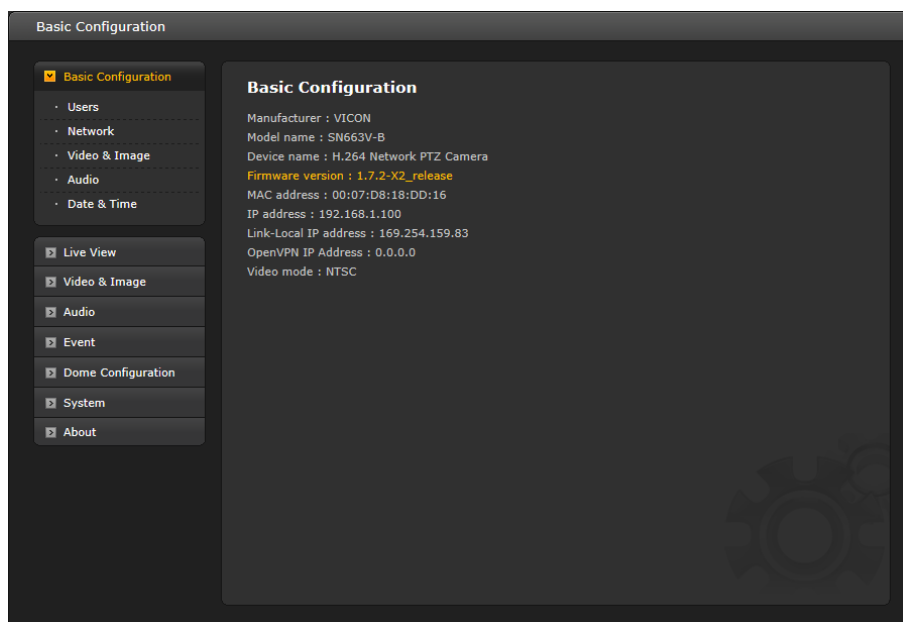 Basic Configuration
Basic Configuration
· Users
· Network
· Video & Image
· Audio
· Date & Time
Live View
Video & Image
Audio
Event
Dome Configuration
System
About
Basic Configuration
Manufacturer : VICON
Model name : SN663V-B
Device name : H.264 Network PTZ Camera
Firmware version : 1.7.2-X2_release
MAC address : 00:07:D8:18:DD:16
IP address : 192.168.1.100
Link-Local IP address : 169.254.159.83
OpenVPN IP Address : 0.0.0.0
Video mode : NTSC